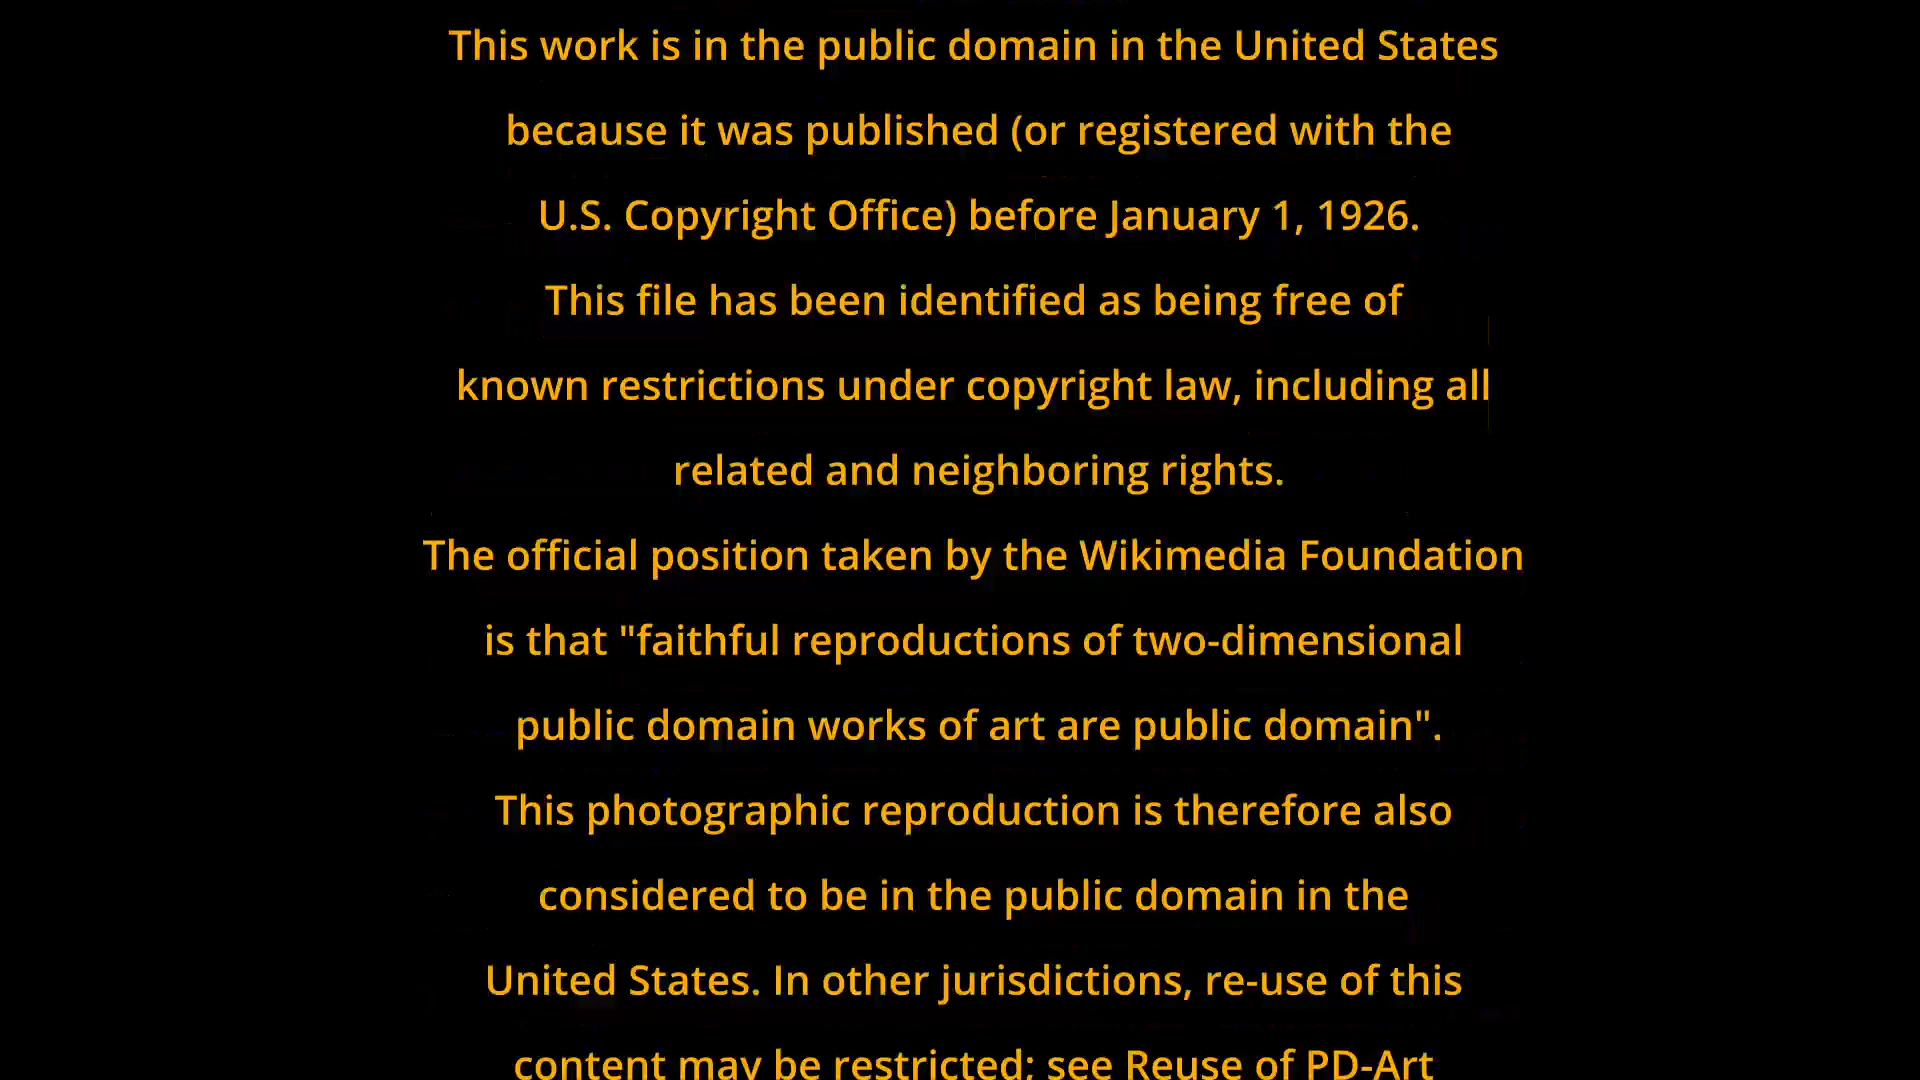 This work is in the public domain in the United States
because it was published (or registered with the
U.S. Copyright Office) before January 1, 1926.
This file has been identified as being free of
known restrictions under copyright law, including all
related and neighboring rights.
The official position taken by the Wikimedia Foundation
is that "faithful reproductions of two-dimensional
public domain works of art are public domain".
This photographic reproduction is therefore also
considered to be in the public domain in the
United States. In other jurisdictions, re-use of this
content may be restricted; see Reuse of PD-Art